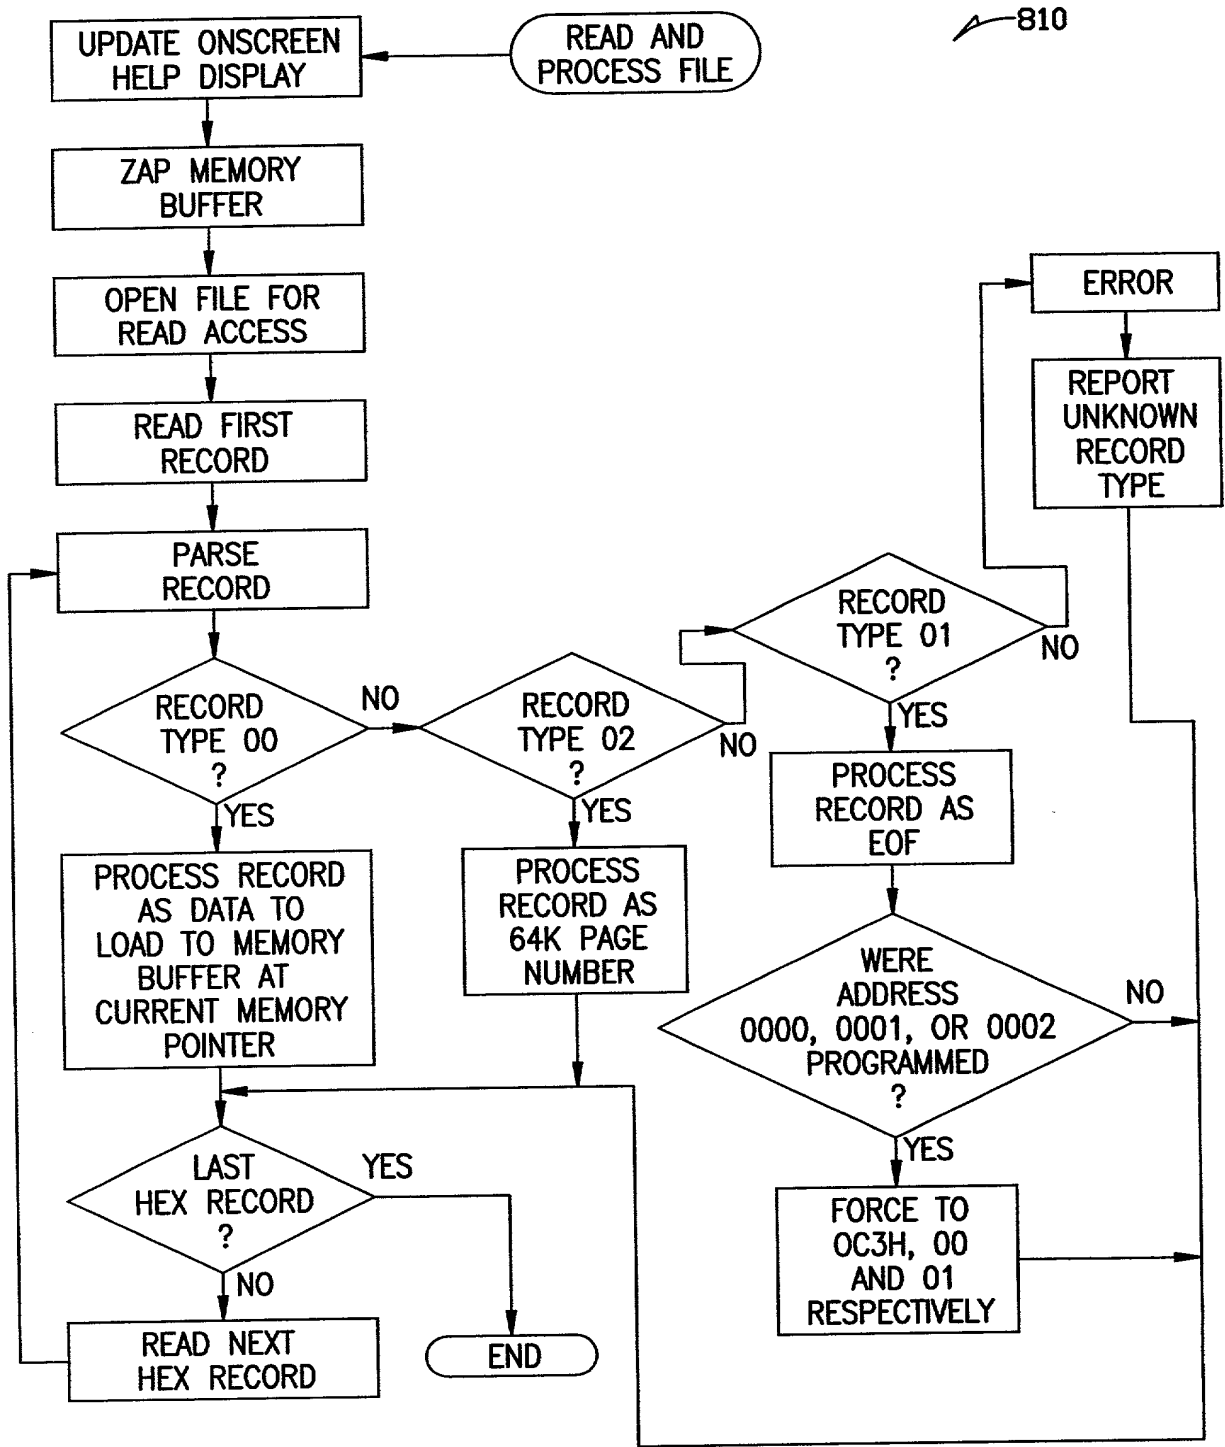 810
READ AND
PROCESS FILE
UPDATE ONSCREEN
HELP DISPLAY
ZAP MEMORY
BUFFER
OPEN FILE FOR
READ ACCESS
READ FIRST
RECORD
PARSE
RECORD
RECORD
TYPE 00
?
NO
YES
PROCESS RECORD
AS DATA TO
LOAD TO MEMORY
BUFFER AT
CURRENT MEMORY
POINTER
RECORD
TYPE 02
?
NO
YES
PROCESS
RECORD AS
64K PAGE
NUMBER
RECORD
TYPE 01
?
NO
YES
ERROR
REPORT
UNKNOWN
RECORD
TYPE
PROCESS
RECORD AS
EOF
WERE
ADDRESS
0000, 0001, OR 0002
PROGRAMMED
?
NO
YES
FORCE TO
0C3H, 00
AND 01
RESPECTIVELY
LAST
HEX RECORD
?
YES
NO
READ NEXT
HEX RECORD
END